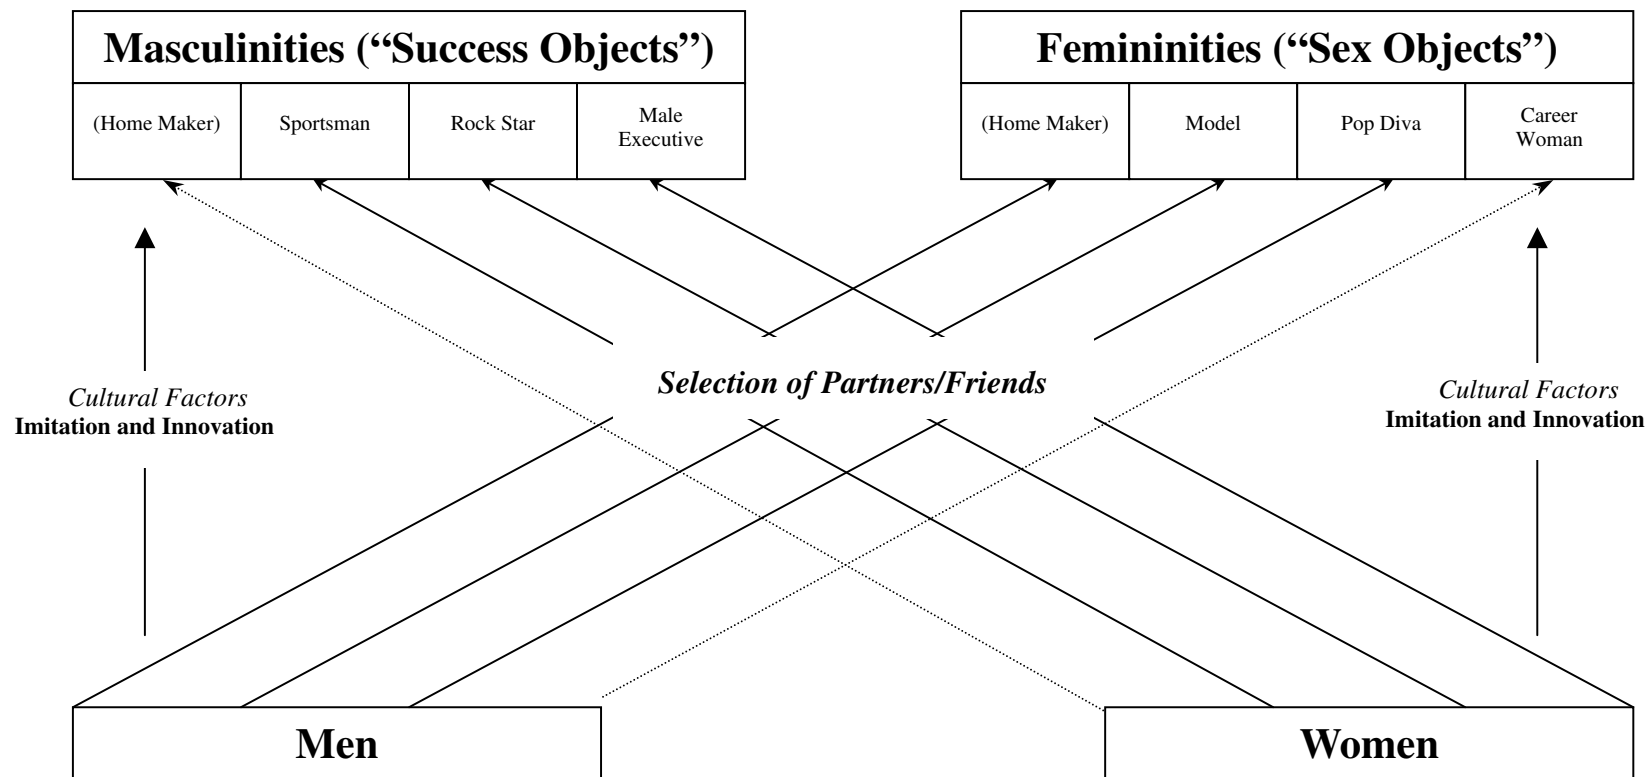 Masculinities (“Success Objects”)
(Home Maker)
Sportsman
Rock Star
Male
Executive
Femininities (“Sex Objects”)
(Home Maker)
Model
Pop Diva
Career
Woman
Selection of Partners/Friends
Cultural Factors
Imitation and Innovation
Cultural Factors
Imitation and Innovation
Men
Women